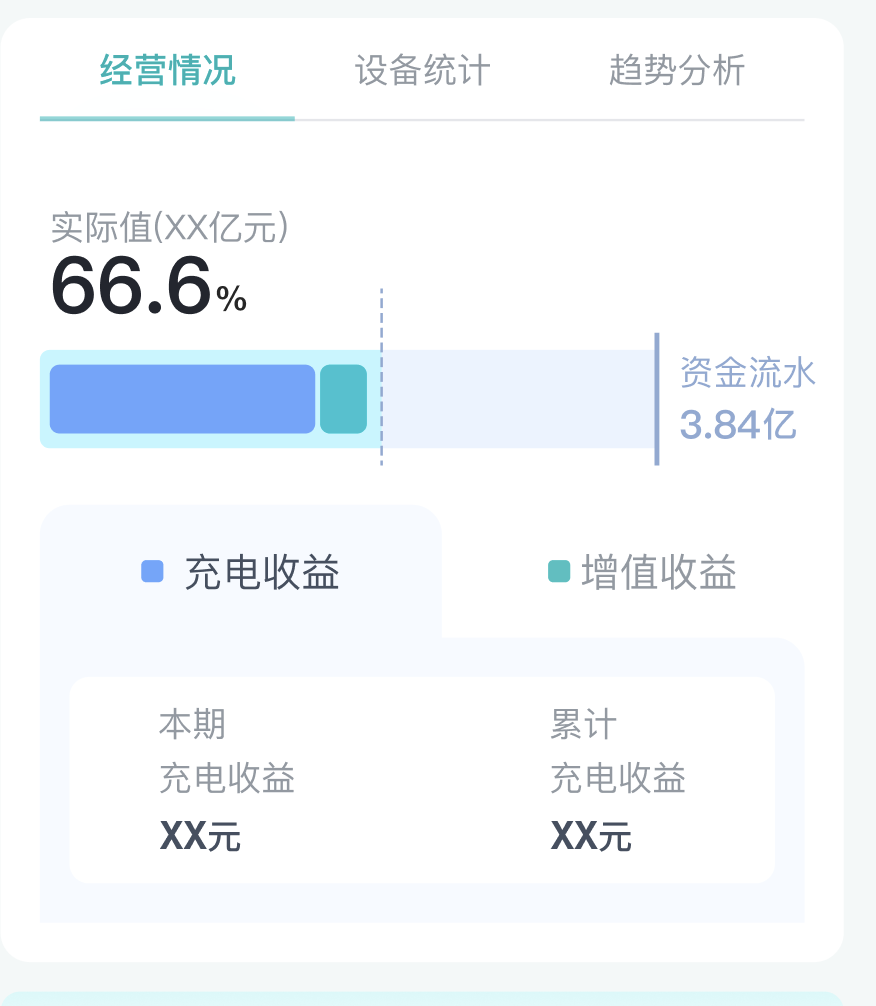 经营情况 设备统计 趋势分析
实际值(XX亿元)
66.6%
资金流水
3.84亿
充电收益 增值收益
本期 累计
充电收益 充电收益
XX元 XX元